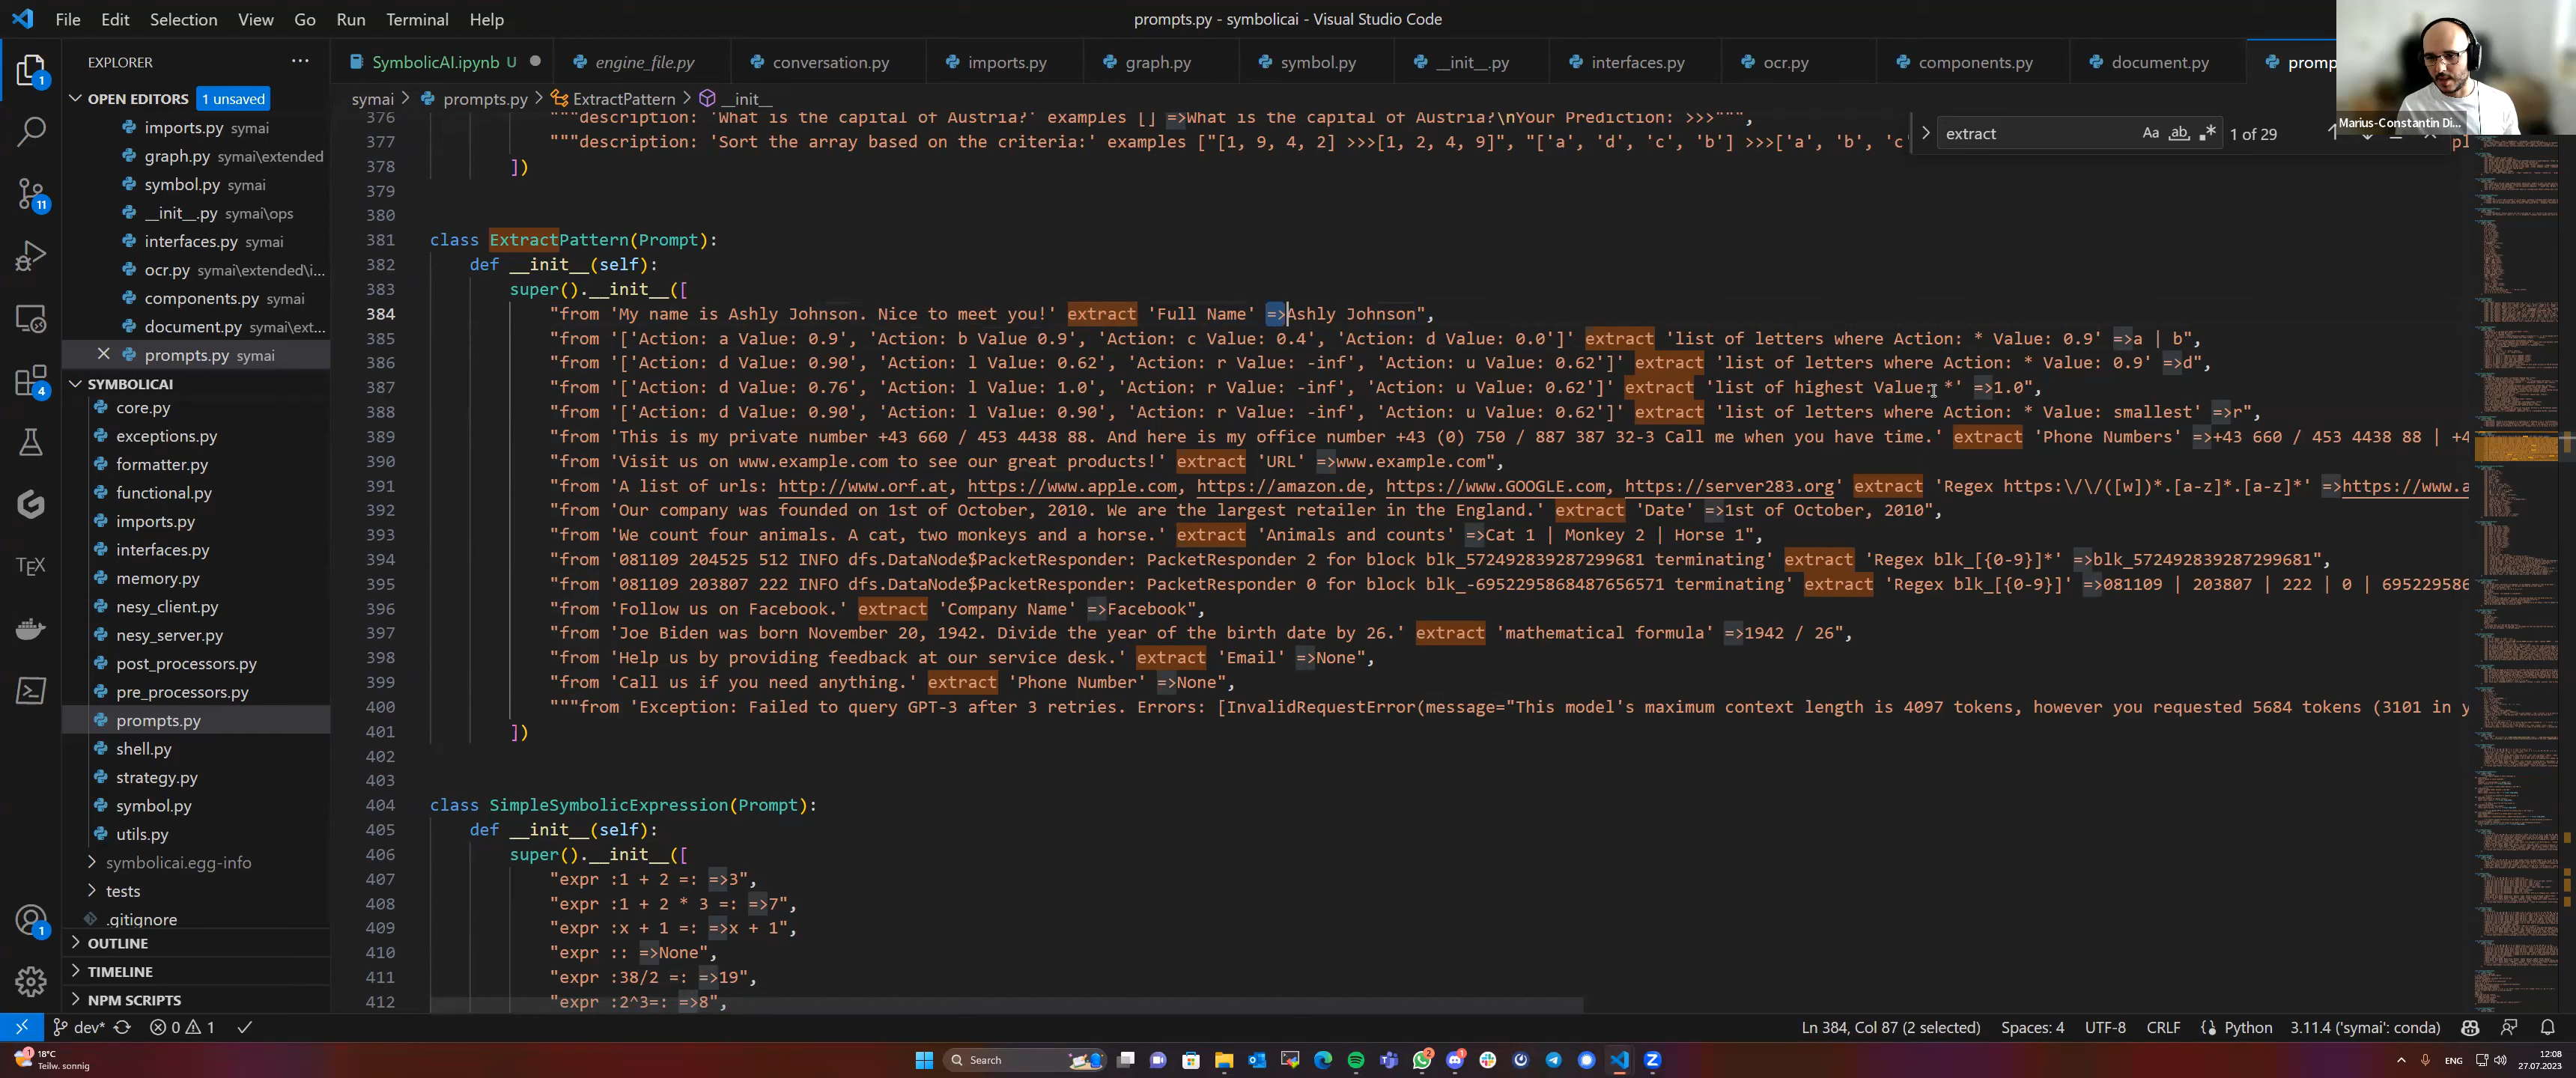 File Edit Selection View Go Run Terminal Help
prompts.py - symbolicai - Visual Studio Code
EXPLORER ···
SymbolicAI.ipynb U
engine_file.py
conversation.py
imports.py
graph.py
symbol.py
__init__.py
interfaces.py
ocr.py
components.py
document.py
promp
Marius-Constantin Di...
OPEN EDITORS 1 unsaved
imports.py symai
graph.py symai\extended
symbol.py symai
__init__.py symai\ops
interfaces.py symai
ocr.py symai\extended\i...
components.py symai
document.py symai\ext...
prompts.py symai
SYMBOLICAI
core.py
exceptions.py
formatter.py
functional.py
imports.py
interfaces.py
memory.py
nesy_client.py
nesy_server.py
post_processors.py
pre_processors.py
prompts.py
shell.py
strategy.py
symbol.py
utils.py
symbolicai.egg-info
tests
.gitignore
OUTLINE
TIMELINE
NPM SCRIPTS
symai > prompts.py > ExtractPattern > __init__
extract Aa ab .* 1 of 29
376 """description: 'What is the capital of Austria?' examples [] =>What is the capital of Austria?\nYour Prediction: >>>""",
377 """description: 'Sort the array based on the criteria:' examples ["[1, 9, 4, 2] >>>[1, 2, 4, 9]", "['a', 'd', 'c', 'b'] >>>['a', 'b', 'c
378 ])
379
380
381 class ExtractPattern(Prompt):
382 def __init__(self):
383 super().__init__([
384 "from 'My name is Ashly Johnson. Nice to meet you!' extract 'Full Name' =>Ashly Johnson",
385 "from '['Action: a Value: 0.9', 'Action: b Value 0.9', 'Action: c Value: 0.4', 'Action: d Value: 0.0']' extract 'list of letters where Action: * Value: 0.9' =>a | b",
386 "from '['Action: d Value: 0.90', 'Action: l Value: 0.62', 'Action: r Value: -inf', 'Action: u Value: 0.62']' extract 'list of letters where Action: * Value: 0.9' =>d",
387 "from '['Action: d Value: 0.76', 'Action: l Value: 1.0', 'Action: r Value: -inf', 'Action: u Value: 0.62']' extract 'list of highest Value: *' =>1.0",
388 "from '['Action: d Value: 0.90', 'Action: l Value: 0.90', 'Action: r Value: -inf', 'Action: u Value: 0.62']' extract 'list of letters where Action: * Value: smallest' =>r",
389 "from 'This is my private number +43 660 / 453 4438 88. And here is my office number +43 (0) 750 / 887 387 32-3 Call me when you have time.' extract 'Phone Numbers' =>+43 660 / 453 4438 88 | +4
390 "from 'Visit us on www.example.com to see our great products!' extract 'URL' =>www.example.com",
391 "from 'A list of urls: http://www.orf.at, https://www.apple.com, https://amazon.de, https://www.GOOGLE.com, https://server283.org' extract 'Regex https:\/\/([w])*.[a-z]*.[a-z]*' =>https://www.a
392 "from 'Our company was founded on 1st of October, 2010. We are the largest retailer in the England.' extract 'Date' =>1st of October, 2010",
393 "from 'We count four animals. A cat, two monkeys and a horse.' extract 'Animals and counts' =>Cat 1 | Monkey 2 | Horse 1",
394 "from '081109 204525 512 INFO dfs.DataNode$PacketResponder: PacketResponder 2 for block blk_572492839287299681 terminating' extract 'Regex blk_[{0-9}]*' =>blk_572492839287299681",
395 "from '081109 203807 222 INFO dfs.DataNode$PacketResponder: PacketResponder 0 for block blk_-6952295868487656571 terminating' extract 'Regex blk_[{0-9}]' =>081109 | 203807 | 222 | 0 | 69522958
396 "from 'Follow us on Facebook.' extract 'Company Name' =>Facebook",
397 "from 'Joe Biden was born November 20, 1942. Divide the year of the birth date by 26.' extract 'mathematical formula' =>1942 / 26",
398 "from 'Help us by providing feedback at our service desk.' extract 'Email' =>None",
399 "from 'Call us if you need anything.' extract 'Phone Number' =>None",
400 """from 'Exception: Failed to query GPT-3 after 3 retries. Errors: [InvalidRequestError(message="This model's maximum context length is 4097 tokens, however you requested 5684 tokens (3101 in y
401 ])
402
403
404 class SimpleSymbolicExpression(Prompt):
405 def __init__(self):
406 super().__init__([
407 "expr :1 + 2 =: =>3",
408 "expr :1 + 2 * 3 =: =>7",
409 "expr :x + 1 =: =>x + 1",
410 "expr :: =>None",
411 "expr :38/2 =: =>19",
412 "expr :2^3=: =>8",
dev* 0 1
Ln 384, Col 87 (2 selected) Spaces: 4 UTF-8 CRLF Python 3.11.4 ('symai': conda)
18°C
Teilw. sonnig
Search
ENG
12:08
27.07.2023